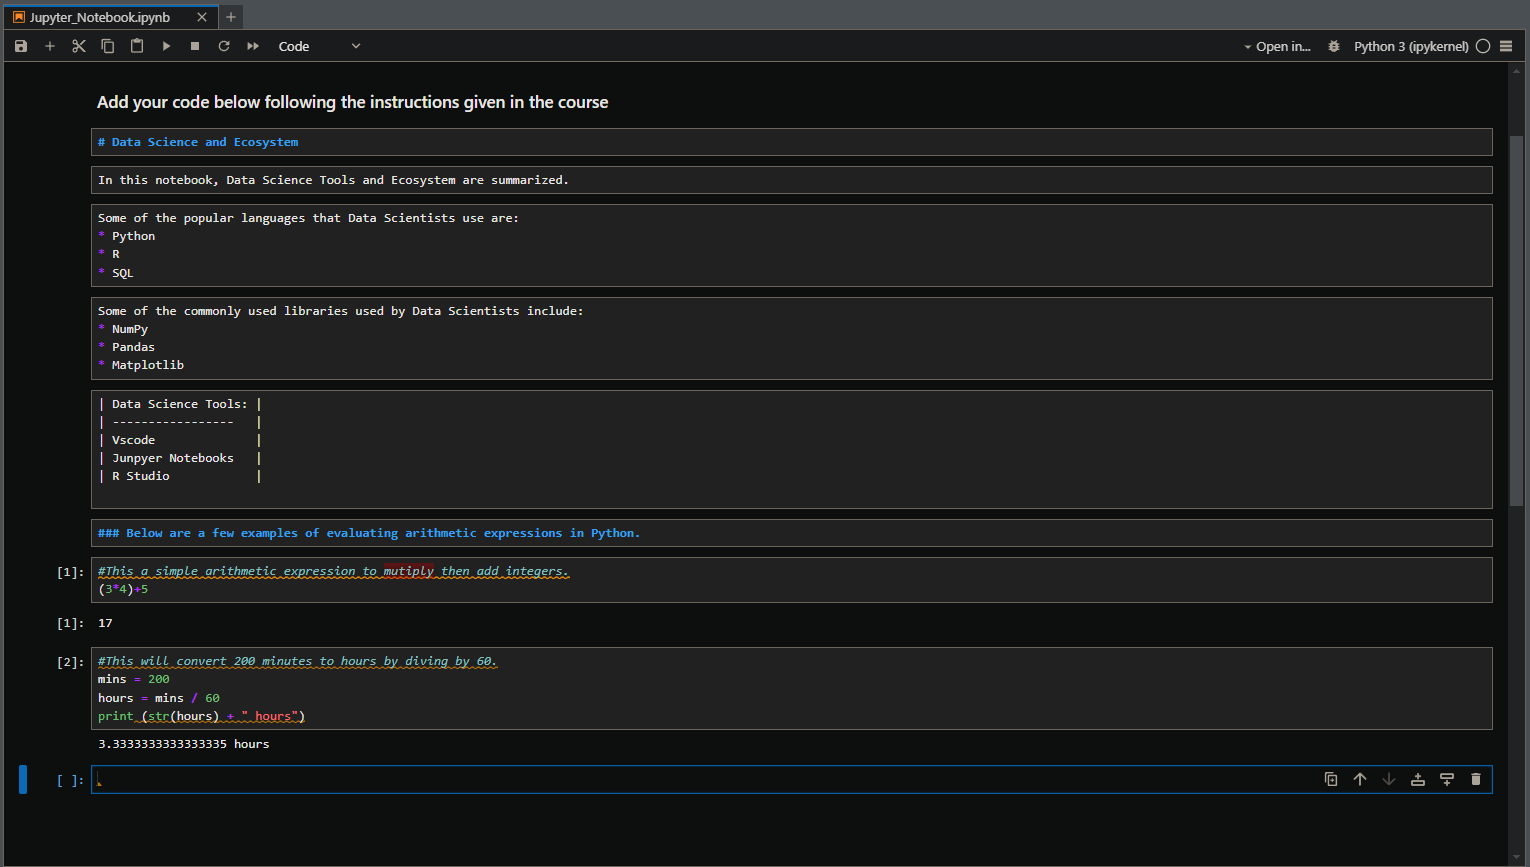 Jupyter_Notebook.ipynb
Code
Open in...
Python 3 (ipykernel)
Add your code below following the instructions given in the course
# Data Science and Ecosystem
In this notebook, Data Science Tools and Ecosystem are summarized.
Some of the popular languages that Data Scientists use are:
* Python
* R
* SQL
Some of the commonly used libraries used by Data Scientists include:
* NumPy
* Pandas
* Matplotlib
| Data Science Tools: |
| -----------------   |
| Vscode              |
| Junpyer Notebooks   |
| R Studio            |
### Below are a few examples of evaluating arithmetic expressions in Python.
[1]: #This a simple arithmetic expression to mutiply then add integers.
(3*4)+5
[1]: 17
[2]: #This will convert 200 minutes to hours by diving by 60.
mins = 200
hours = mins / 60
print (str(hours) + " hours")
3.3333333333333335 hours
[ ]: